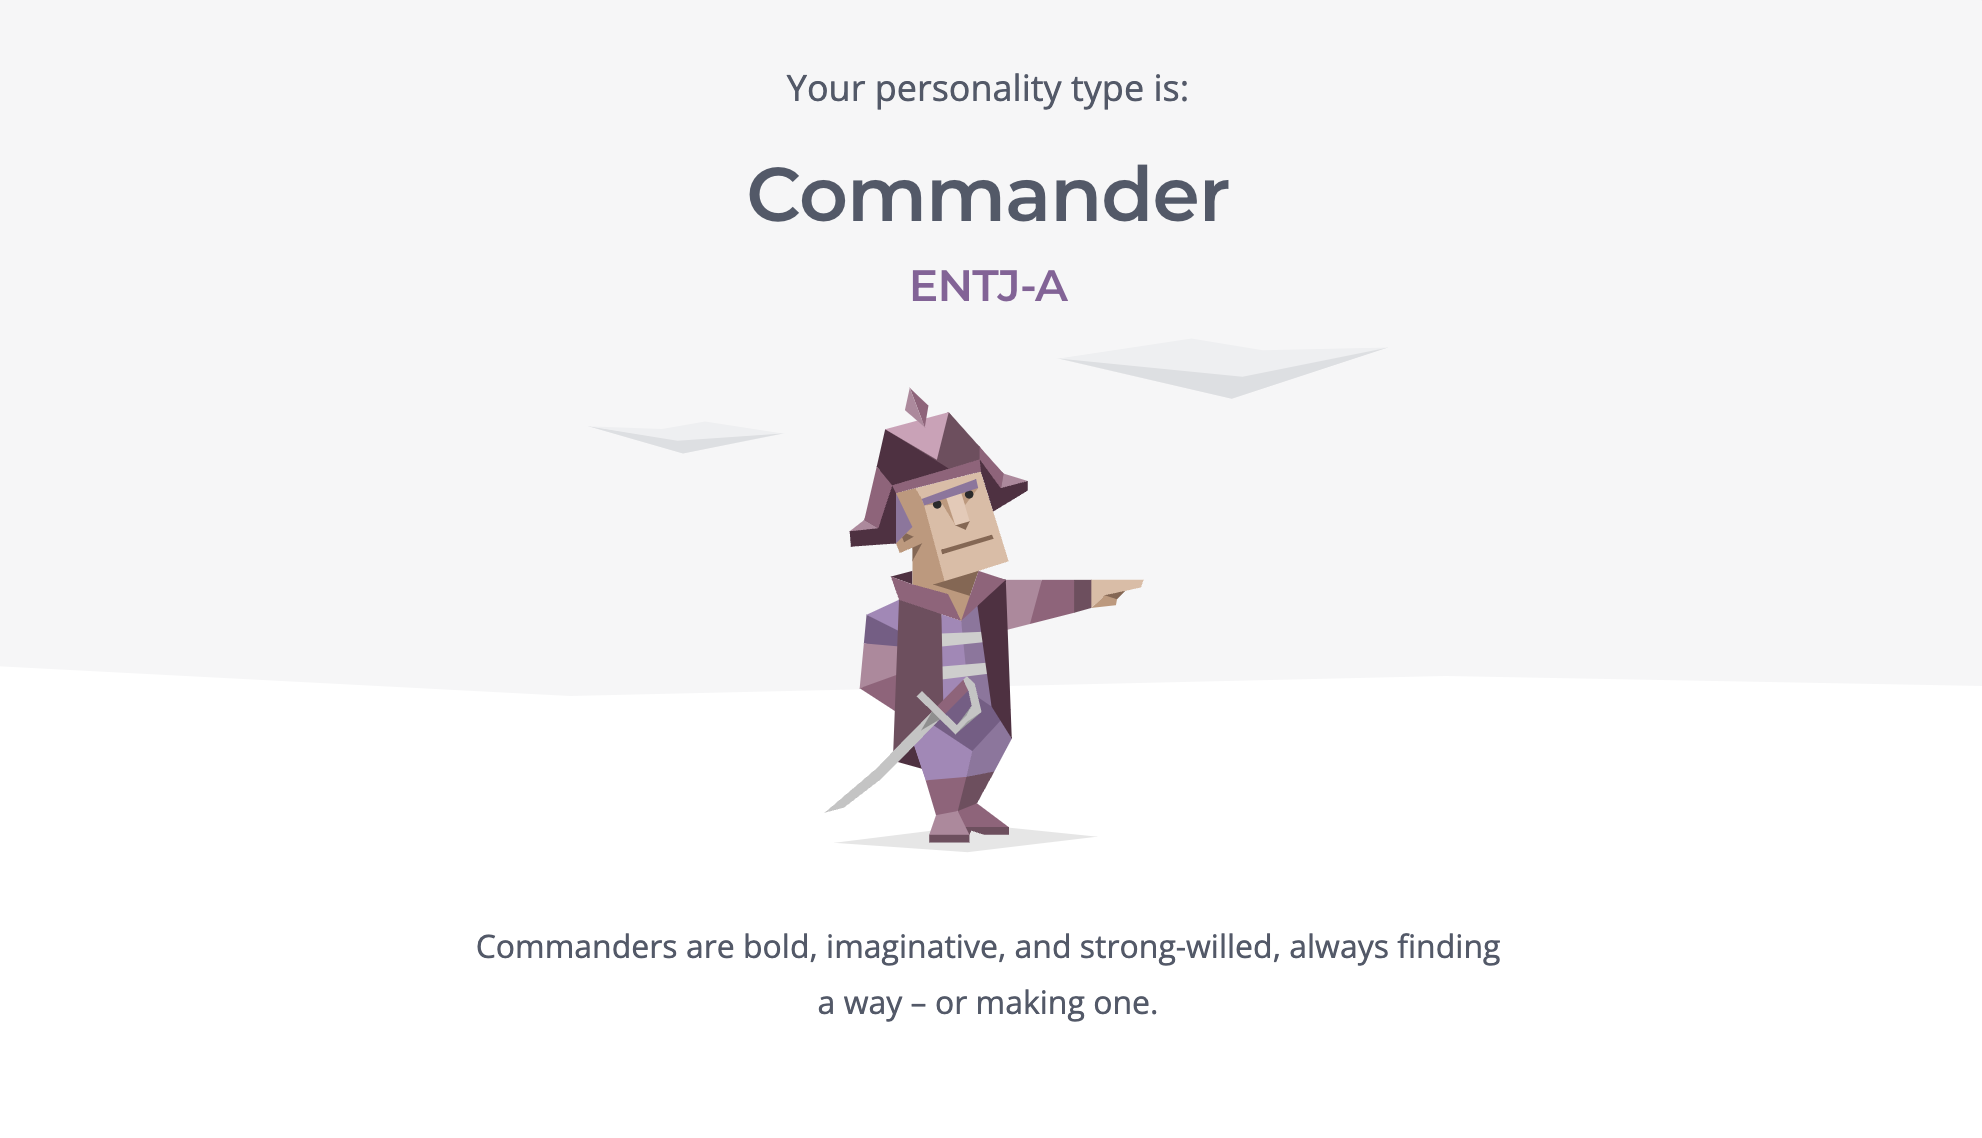 Your personality type is:
Commander
ENTJ-A
Commanders are bold, imaginative, and strong-willed, always finding
a way – or making one.